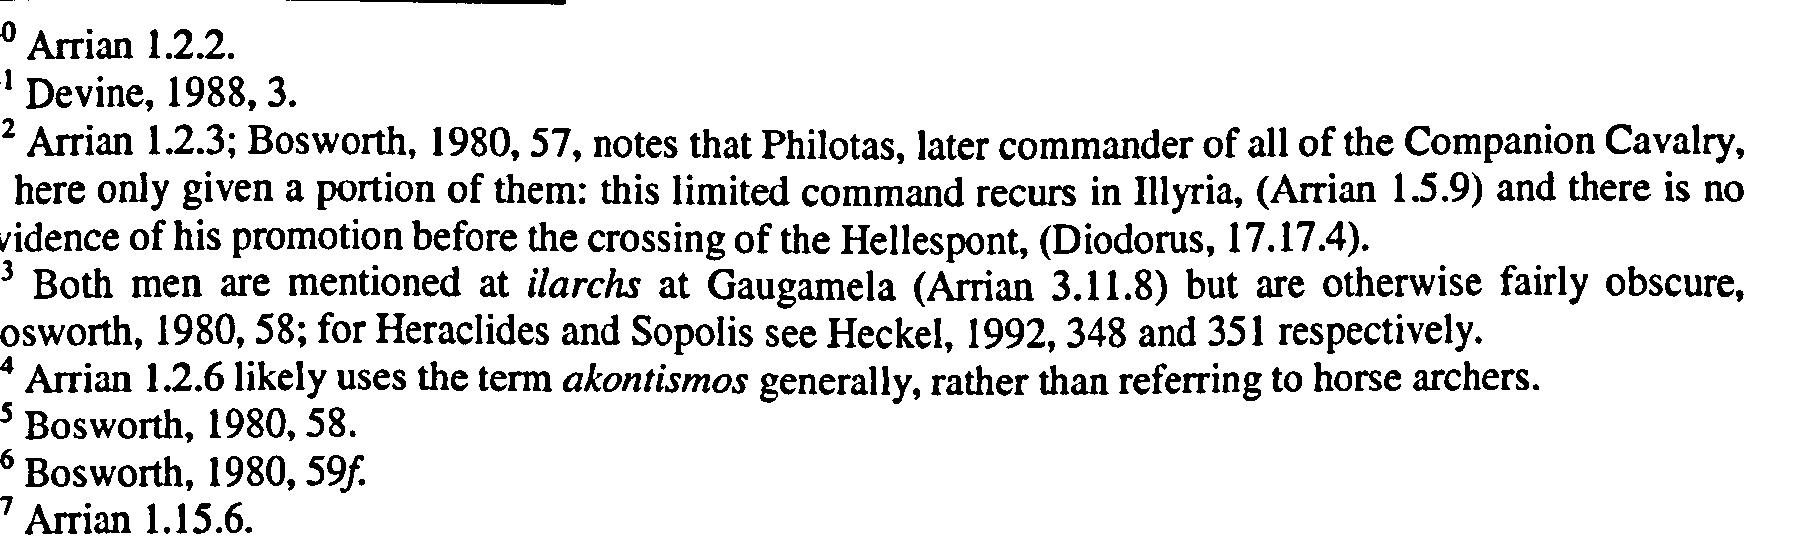 ⁰ Arrian 1.2.2.
¹ Devine, 1988, 3.
² Arrian 1.2.3; Bosworth, 1980, 57, notes that Philotas, later commander of all of the Companion Cavalry,
here only given a portion of them: this limited command recurs in Illyria, (Arrian 1.5.9) and there is no
vidence of his promotion before the crossing of the Hellespont, (Diodorus, 17.17.4).
³ Both men are mentioned at ilarchs at Gaugamela (Arrian 3.11.8) but are otherwise fairly obscure,
osworth, 1980, 58; for Heraclides and Sopolis see Heckel, 1992, 348 and 351 respectively.
⁴ Arrian 1.2.6 likely uses the term akontismos generally, rather than referring to horse archers.
⁵ Bosworth, 1980, 58.
⁶ Bosworth, 1980, 59f.
⁷ Arrian 1.15.6.